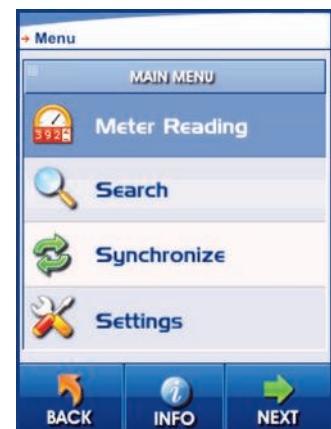 Menu
MAIN MENU
Meter Reading
Search
Synchronize
Settings
BACK INFO NEXT